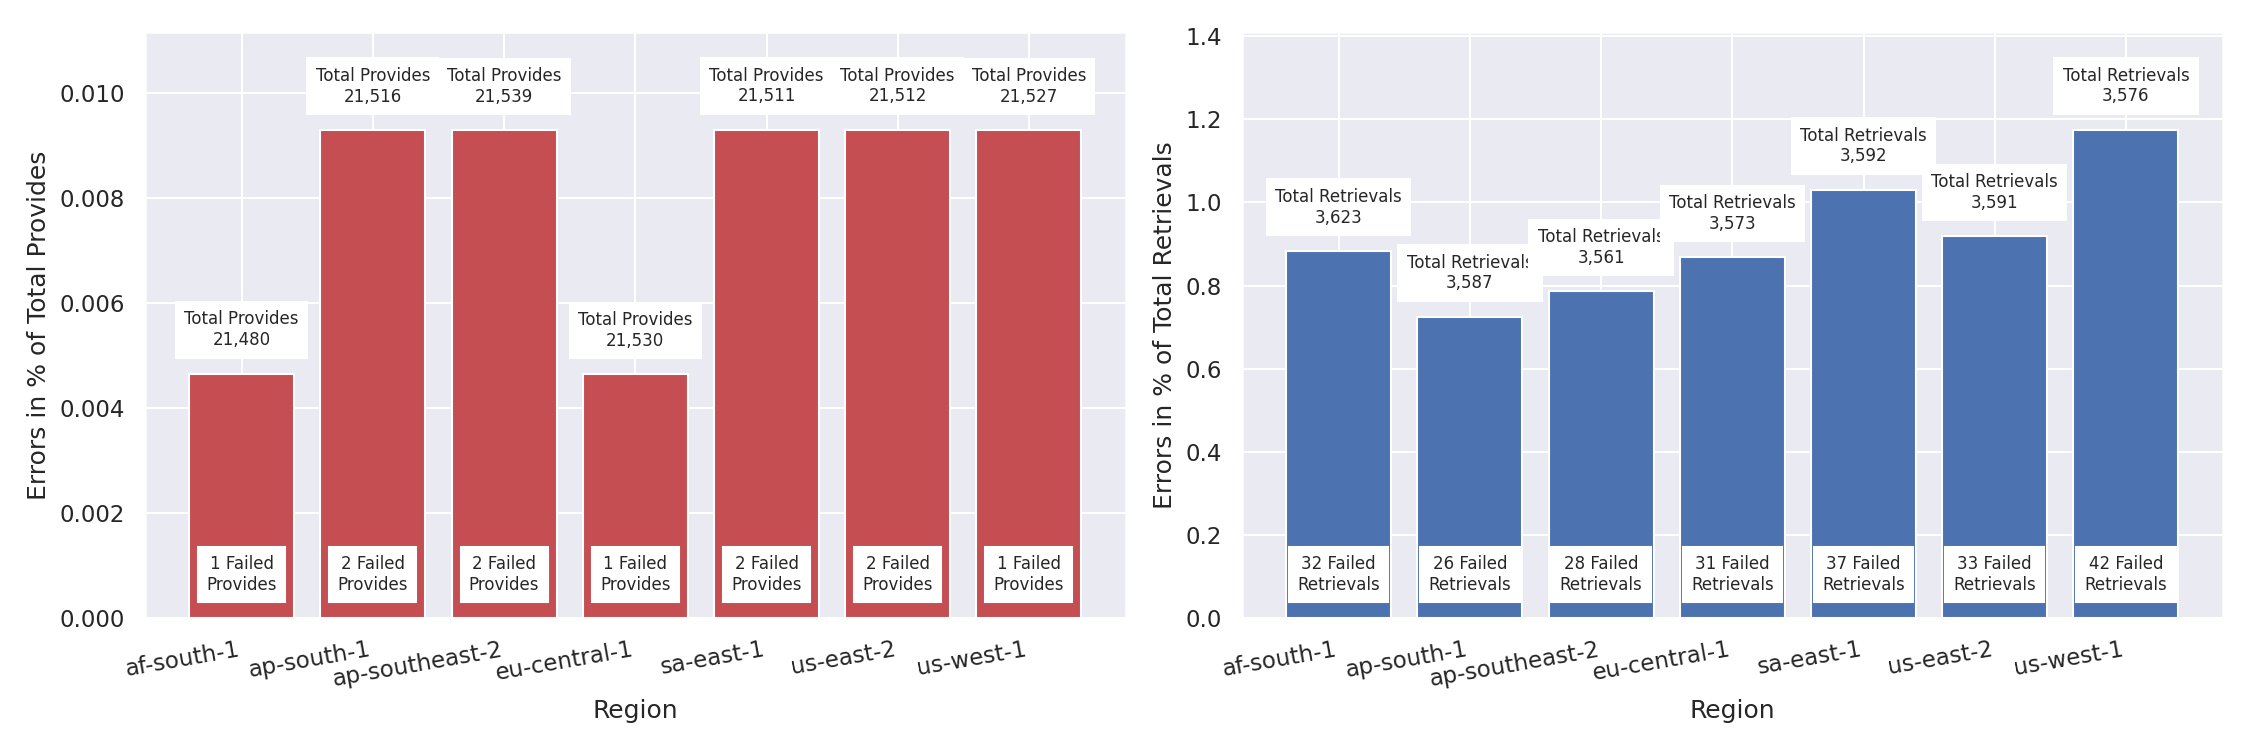 Errors in % of Total Provides
0.010
0.008
0.006
0.004
0.002
0.000
Total Provides
21,480
Total Provides
21,516
Total Provides
21,539
Total Provides
21,530
Total Provides
21,511
Total Provides
21,512
Total Provides
21,527
1 Failed
Provides
2 Failed
Provides
2 Failed
Provides
1 Failed
Provides
2 Failed
Provides
2 Failed
Provides
1 Failed
Provides
af-south-1
ap-south-1
ap-southeast-2
eu-central-1
sa-east-1
us-east-2
us-west-1
Region
Errors in % of Total Retrievals
1.4
1.2
1.0
0.8
0.6
0.4
0.2
0.0
Total Retrievals
3,623
Total Retrievals
3,587
Total Retrievals
3,561
Total Retrievals
3,573
Total Retrievals
3,592
Total Retrievals
3,591
Total Retrievals
3,576
32 Failed
Retrievals
26 Failed
Retrievals
28 Failed
Retrievals
31 Failed
Retrievals
37 Failed
Retrievals
33 Failed
Retrievals
42 Failed
Retrievals
af-south-1
ap-south-1
ap-southeast-2
eu-central-1
sa-east-1
us-east-2
us-west-1
Region